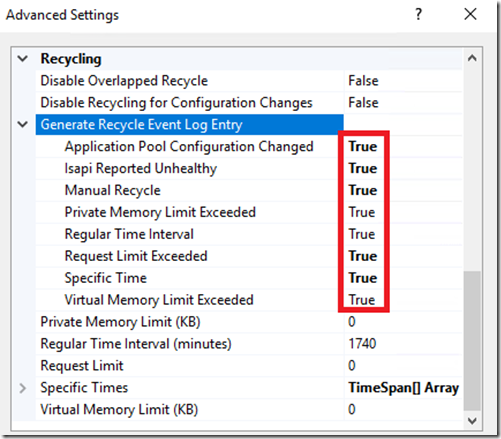 Advanced Settings ? ×
Recycling
Disable Overlapped Recycle False
Disable Recycling for Configuration Changes False
Generate Recycle Event Log Entry
Application Pool Configuration Changed True
Isapi Reported Unhealthy True
Manual Recycle True
Private Memory Limit Exceeded True
Regular Time Interval True
Request Limit Exceeded True
Specific Time True
Virtual Memory Limit Exceeded True
Private Memory Limit (KB) 0
Regular Time Interval (minutes) 1740
Request Limit 0
Specific Times TimeSpan[] Array
Virtual Memory Limit (KB) 0